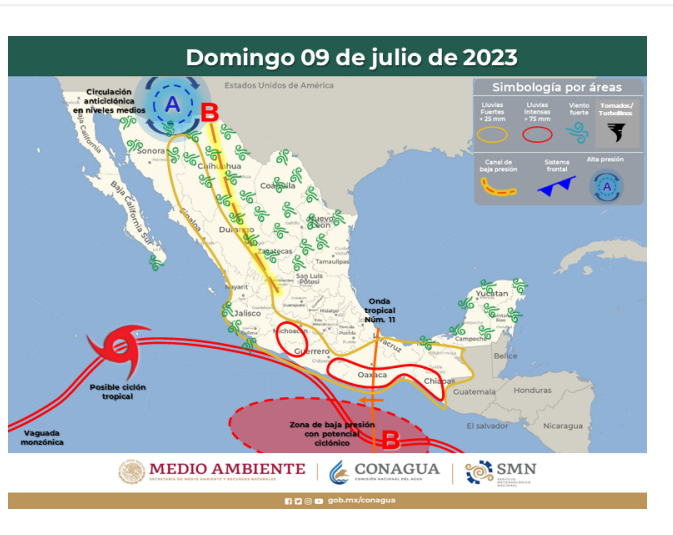 Domingo 09 de julio de 2023
Estados Unidos de América
Circulación
anticiclónica
en niveles medios
A
B
Simbología por áreas
Lluvias
Fuertes
> 25 mm
Lluvias
Intensas
> 75 mm
Viento
fuerte
Tornados/
Torbellinos
Canal de
baja presión
Sistema
frontal
Alta presión
A
Baja California
Sonora
Chihuahua
Coahuila
Baja California Sur
Sinaloa
Durango
Nuevo
León
Zacatecas
Tamaulipas
San Luis
Potosí
Nayarit
Jalisco
Hidalgo
Michoacán
Guerrero
Veracruz
Oaxaca
Chiapas
Yucatán
Campeche
Belice
Guatemala
Honduras
El salvador
Nicaragua
Onda
tropical
Núm. 11
Posible ciclón
tropical
Vaguada
monzónica
Zona de baja presión
con potencial
ciclónico
B
MEDIO AMBIENTE
SECRETARÍA DE MEDIO AMBIENTE Y RECURSOS NATURALES
CONAGUA
COMISIÓN NACIONAL DEL AGUA
SMN
SERVICIO
METEOROLÓGICO
NACIONAL
gob.mx/conagua